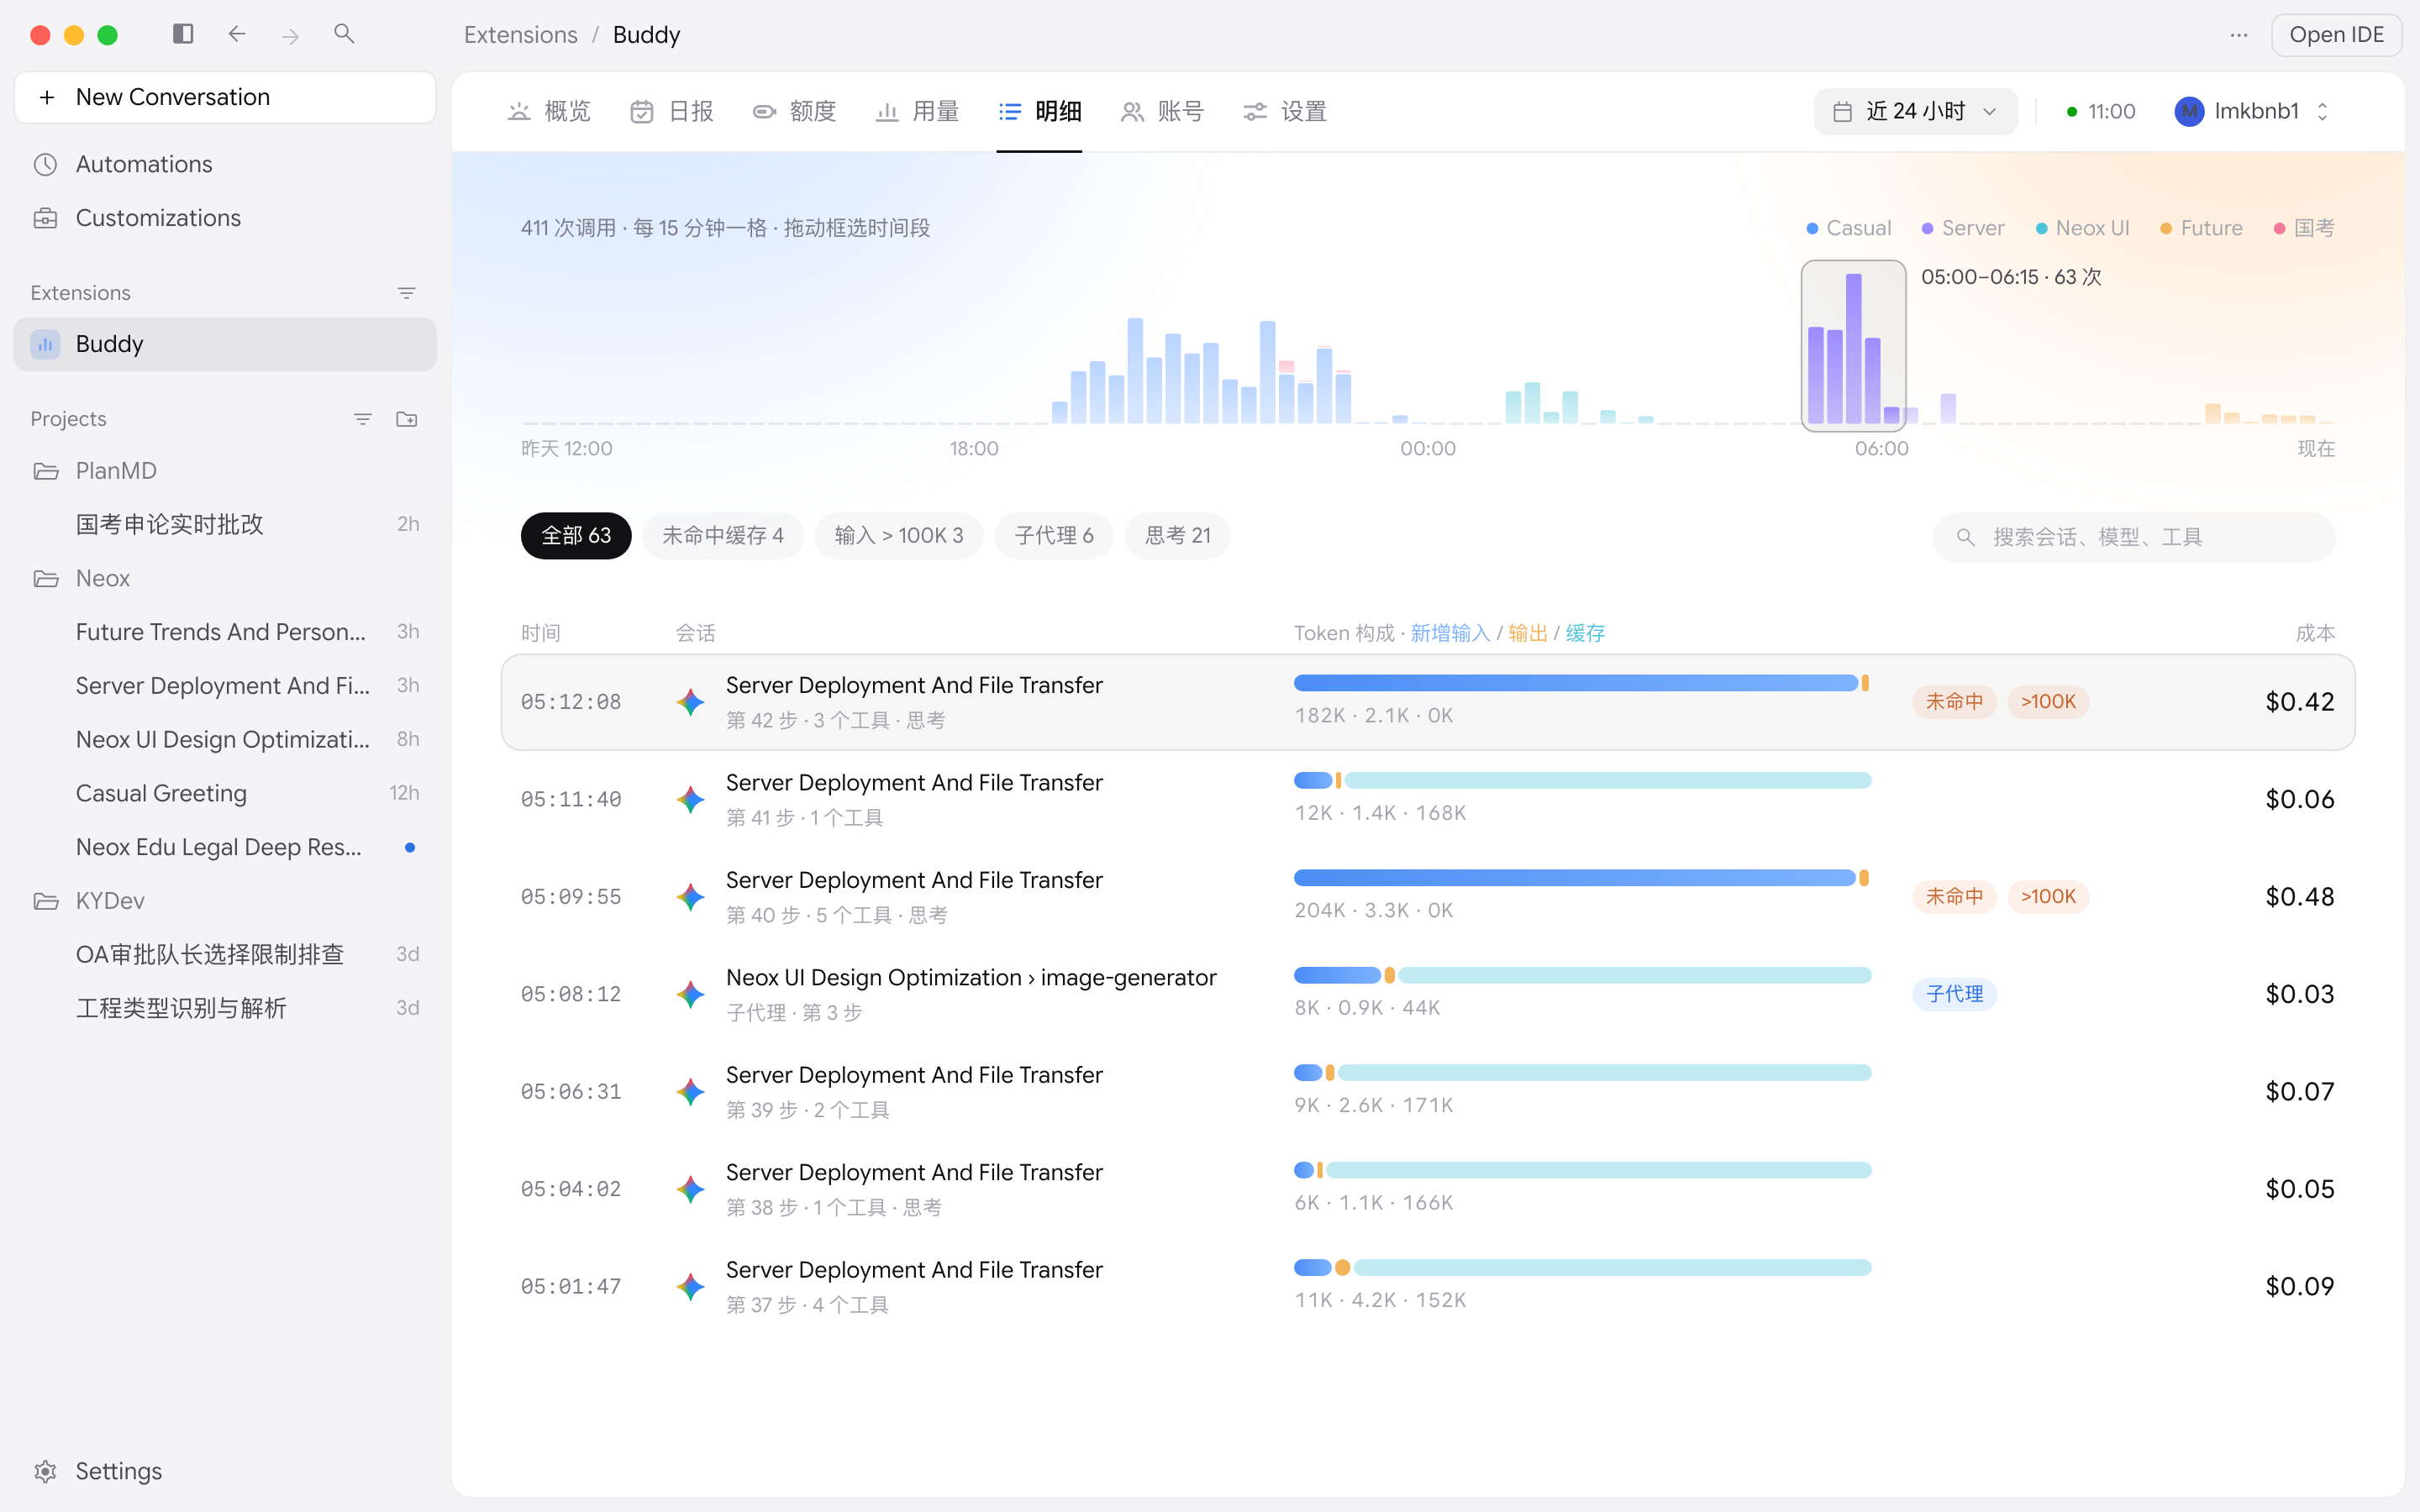 Extensions / Buddy
Open IDE
New Conversation
Automations
Customizations
Extensions
Buddy
Projects
PlanMD
国考申论实时批改 2h
Neox
Future Trends And Person... 3h
Server Deployment And Fi... 3h
Neox UI Design Optimizati... 8h
Casual Greeting 12h
Neox Edu Legal Deep Res...
KYDev
OA审批队长选择限制排查 3d
工程类型识别与解析 3d
Settings
概览 日报 额度 用量 明细 账号 设置
近 24 小时 11:00 M lmkbnb1
411 次调用 · 每 15 分钟一格 · 拖动框选时间段
Casual Server Neox UI Future 国考
05:00–06:15 · 63 次
昨天 12:00 18:00 00:00 06:00 现在
全部 63 未命中缓存 4 输入 > 100K 3 子代理 6 思考 21
搜索会话、模型、工具
时间 会话 Token 构成 · 新增输入 / 输出 / 缓存 成本
05:12:08 Server Deployment And File Transfer 未命中 >100K $0.42
第 42 步 · 3 个工具 · 思考 182K · 2.1K · 0K
05:11:40 Server Deployment And File Transfer $0.06
第 41 步 · 1 个工具 12K · 1.4K · 168K
05:09:55 Server Deployment And File Transfer 未命中 >100K $0.48
第 40 步 · 5 个工具 · 思考 204K · 3.3K · 0K
05:08:12 Neox UI Design Optimization › image-generator 子代理 $0.03
子代理 · 第 3 步 8K · 0.9K · 44K
05:06:31 Server Deployment And File Transfer $0.07
第 39 步 · 2 个工具 9K · 2.6K · 171K
05:04:02 Server Deployment And File Transfer $0.05
第 38 步 · 1 个工具 · 思考 6K · 1.1K · 166K
05:01:47 Server Deployment And File Transfer $0.09
第 37 步 · 4 个工具 11K · 4.2K · 152K